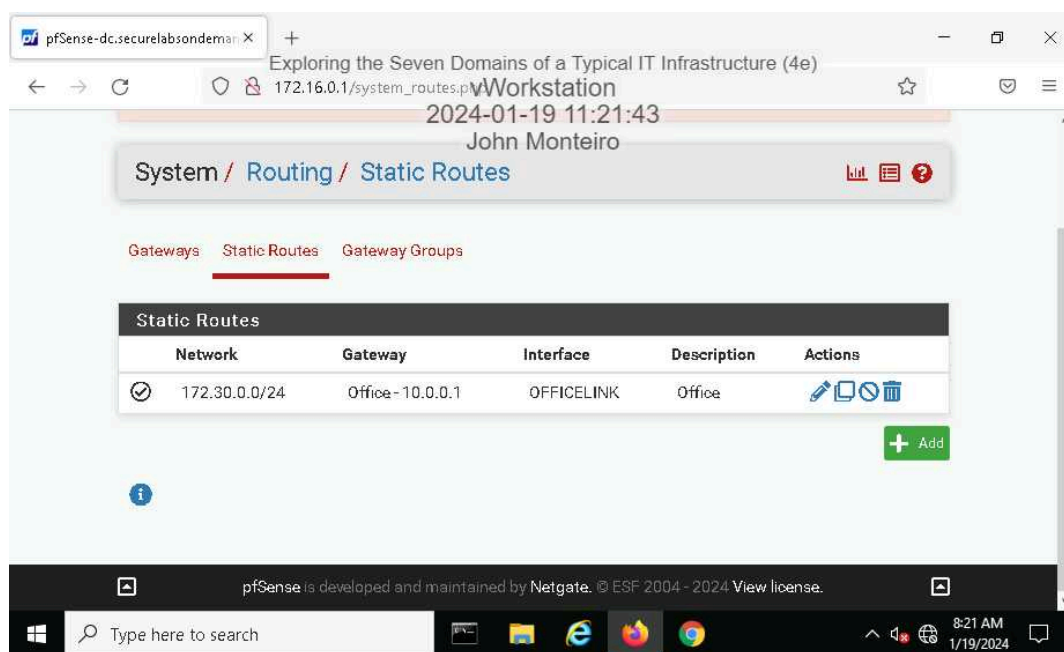 pfSense-dc.securelabsondeman
Exploring the Seven Domains of a Typical IT Infrastructure (4e)
172.16.0.1/system_routes.php
vWorkstation
2024-01-19 11:21:43
John Monteiro
System / Routing / Static Routes
Gateways Static Routes Gateway Groups
Static Routes
Network Gateway Interface Description Actions
172.30.0.0/24 Office - 10.0.0.1 OFFICELINK Office
Add
pfSense is developed and maintained by Netgate. © ESF 2004 - 2024 View license.
Type here to search
8:21 AM
1/19/2024